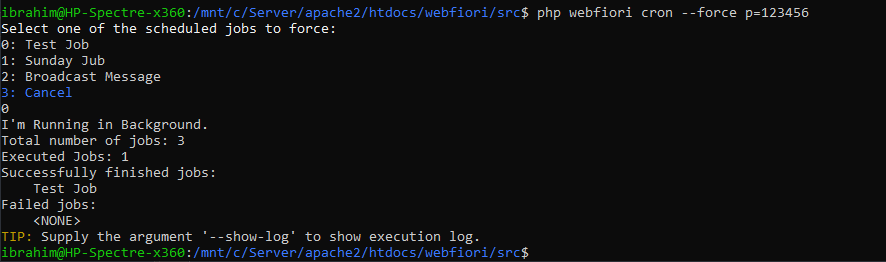 ibrahim@HP-Spectre-x360:/mnt/c/Server/apache2/htdocs/webfiori/src$ php webfiori cron --force p=123456
Select one of the scheduled jobs to force:
0: Test Job
1: Sunday Jub
2: Broadcast Message
3: Cancel
0
I'm Running in Background.
Total number of jobs: 3
Executed Jobs: 1
Successfully finished jobs:
    Test Job
Failed jobs:
    <NONE>
TIP: Supply the argument '--show-log' to show execution log.
ibrahim@HP-Spectre-x360:/mnt/c/Server/apache2/htdocs/webfiori/src$